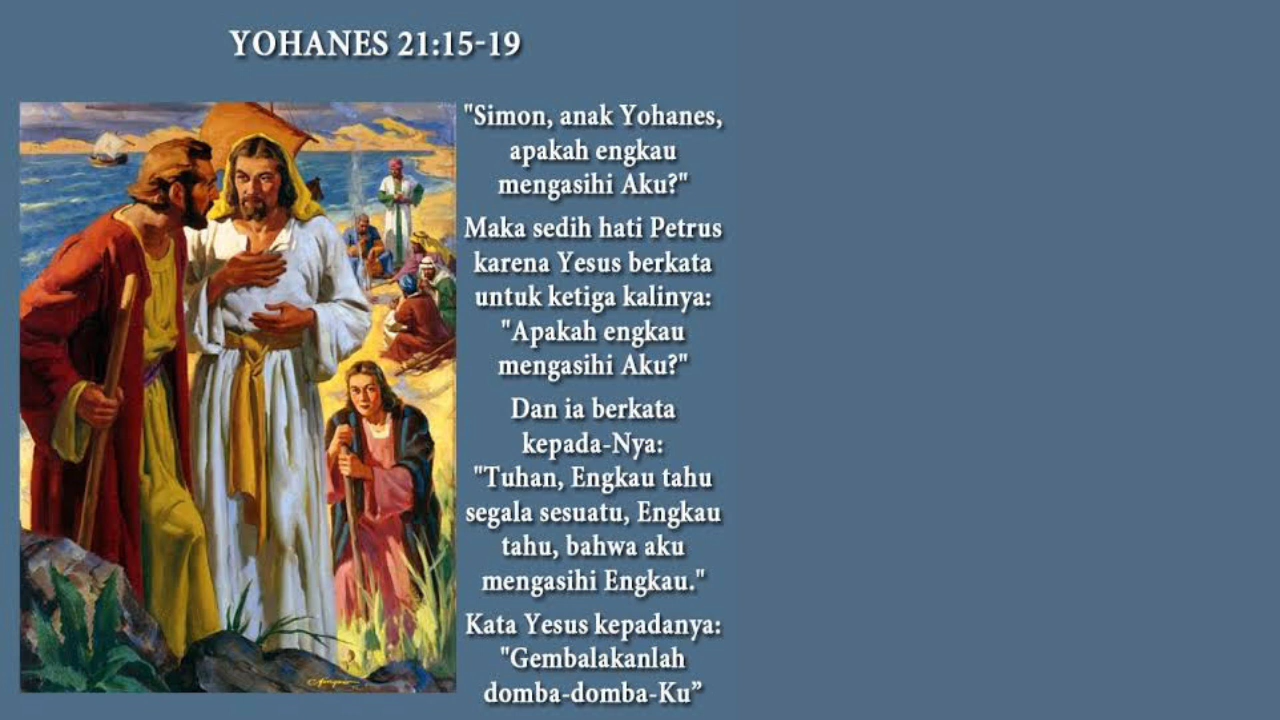 YOHANES 21:15-19
"Simon, anak Yohanes,
apakah engkau
mengasihi Aku?"
Maka sedih hati Petrus
karena Yesus berkata
untuk ketiga kalinya:
"Apakah engkau
mengasihi Aku?"
Dan ia berkata
kepada-Nya:
"Tuhan, Engkau tahu
segala sesuatu, Engkau
tahu, bahwa aku
mengasihi Engkau."
Kata Yesus kepadanya:
"Gembalakanlah
domba-domba-Ku”